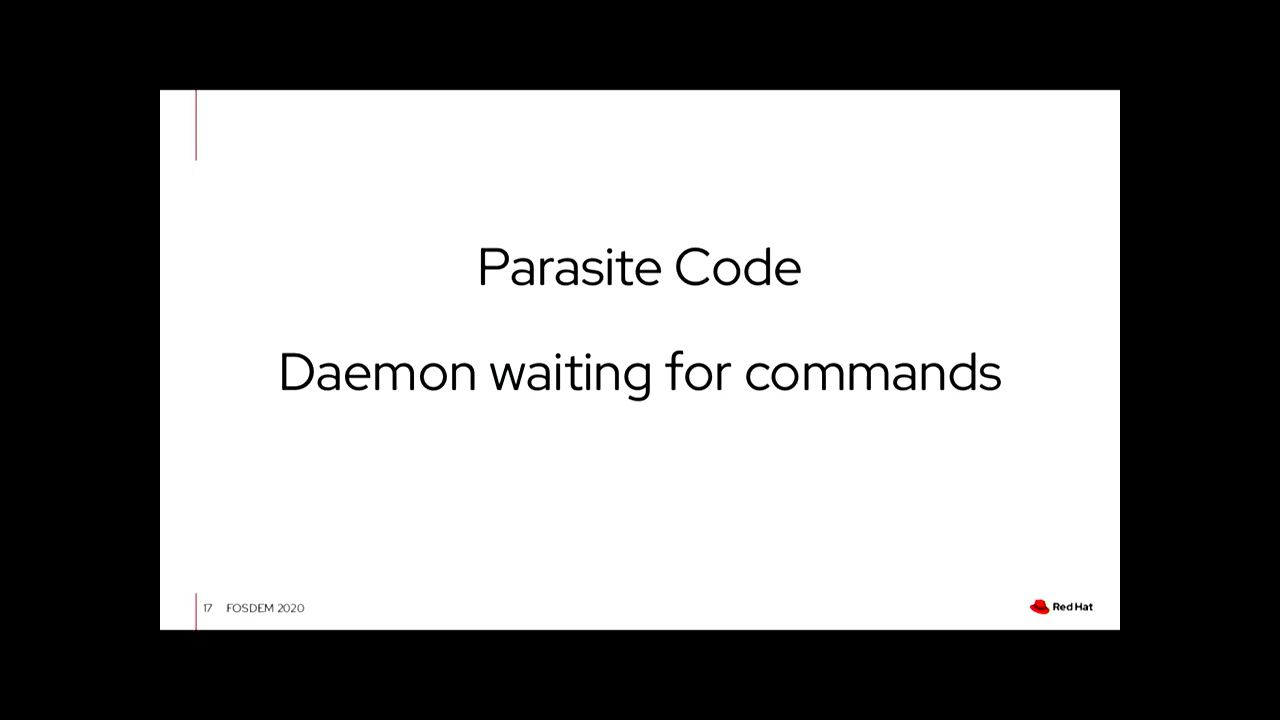 Parasite Code
Daemon waiting for commands
17 FOSDEM 2020
Red Hat